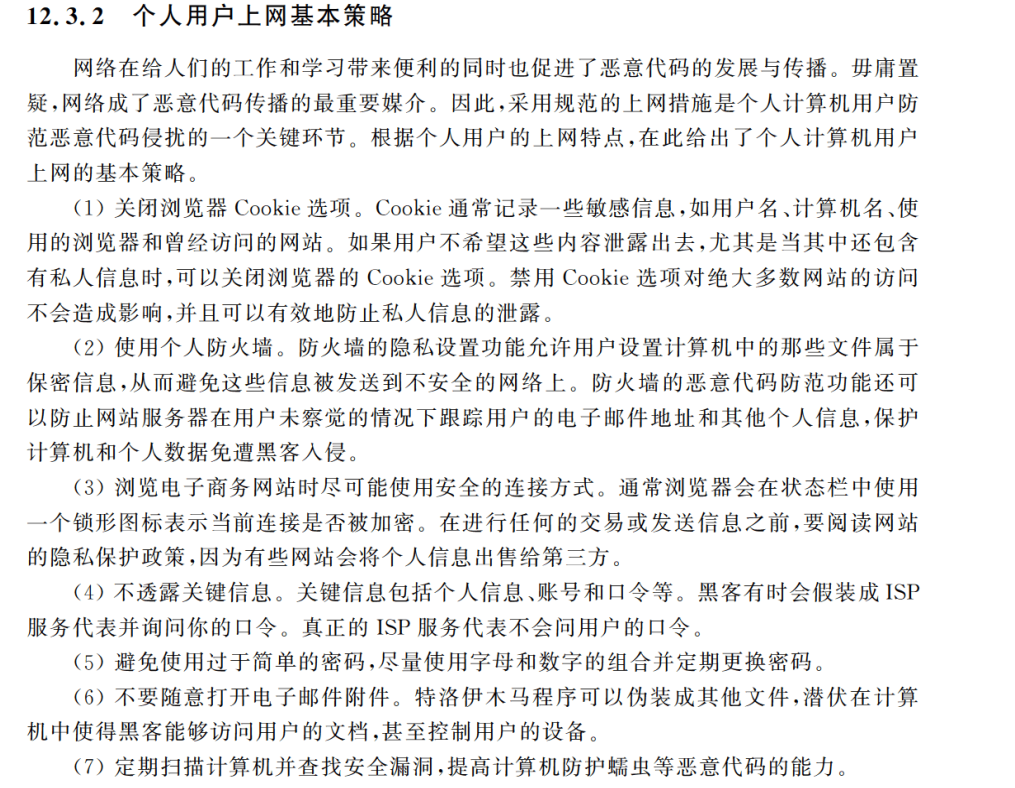 12.3.2 个人用户上网基本策略
网络在给人们的工作和学习带来便利的同时也促进了恶意代码的发展与传播。毋庸置
疑,网络成了恶意代码传播的最重要媒介。因此,采用规范的上网措施是个人计算机用户防
范恶意代码侵扰的一个关键环节。根据个人用户的上网特点,在此给出了个人计算机用户
上网的基本策略。
(1) 关闭浏览器 Cookie 选项。Cookie 通常记录一些敏感信息,如用户名、计算机名、使
用的浏览器和曾经访问的网站。如果用户不希望这些内容泄露出去,尤其是当其中还包含
有私人信息时,可以关闭浏览器的 Cookie 选项。禁用 Cookie 选项对绝大多数网站的访问
不会造成影响,并且可以有效地防止私人信息的泄露。
(2) 使用个人防火墙。防火墙的隐私设置功能允许用户设置计算机中的那些文件属于
保密信息,从而避免这些信息被发送到不安全的网络上。防火墙的恶意代码防范功能还可
以防止网站服务器在用户未察觉的情况下跟踪用户的电子邮件地址和其他个人信息,保护
计算机和个人数据免遭黑客入侵。
(3) 浏览电子商务网站时尽可能使用安全的连接方式。通常浏览器会在状态栏中使用
一个锁形图标表示当前连接是否被加密。在进行任何的交易或发送信息之前,要阅读网站
的隐私保护政策,因为有些网站会将个人信息出售给第三方。
(4) 不透露关键信息。关键信息包括个人信息、账号和口令等。黑客有时会假装成 ISP
服务代表并询问你的口令。真正的 ISP 服务代表不会问用户的口令。
(5) 避免使用过于简单的密码,尽量使用字母和数字的组合并定期更换密码。
(6) 不要随意打开电子邮件附件。特洛伊木马程序可以伪装成其他文件,潜伏在计算
机中使得黑客能够访问用户的文档,甚至控制用户的设备。
(7) 定期扫描计算机并查找安全漏洞,提高计算机防护蠕虫等恶意代码的能力。